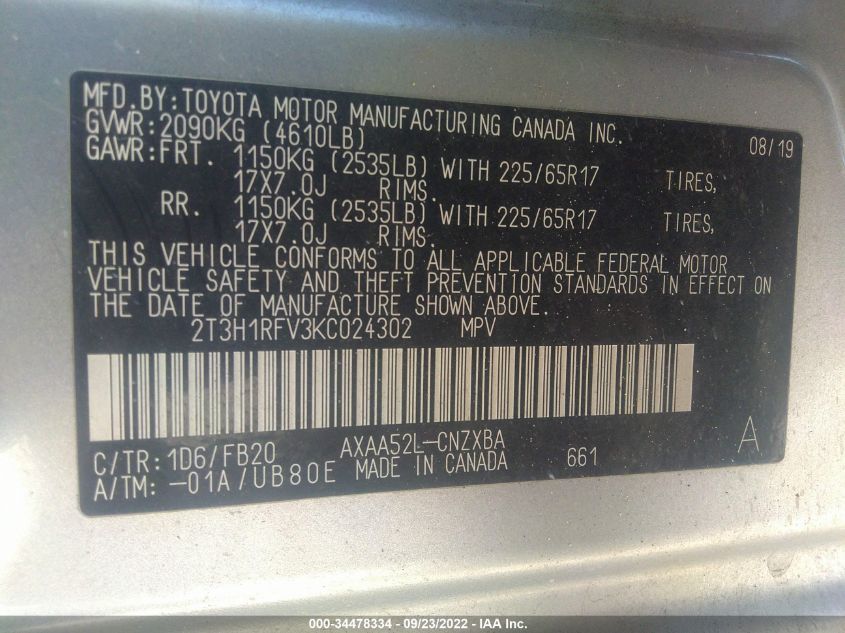 MFD.BY:TOYOTA MOTOR MANUFACTURING CANADA INC. 08/19
GVWR:2090KG (4610LB)
GAWR:FRT. 1150KG (2535LB) WITH 225/65R17 TIRES,
17X7.0J RIMS.
RR. 1150KG (2535LB) WITH 225/65R17 TIRES,
17X7.0J RIMS.
THIS VEHICLE CONFORMS TO ALL APPLICABLE FEDERAL MOTOR
VEHICLE SAFETY AND THEFT PREVENTION STANDARDS IN EFFECT ON
THE DATE OF MANUFACTURE SHOWN ABOVE.
2T3H1RFV3KC024302 MPV
C/TR:1D6/FB20 AXAA52L-CNZXBA A
A/TM:-01A/UB80E MADE IN CANADA 661
000-34478334 - 09/23/2022 - IAA Inc.